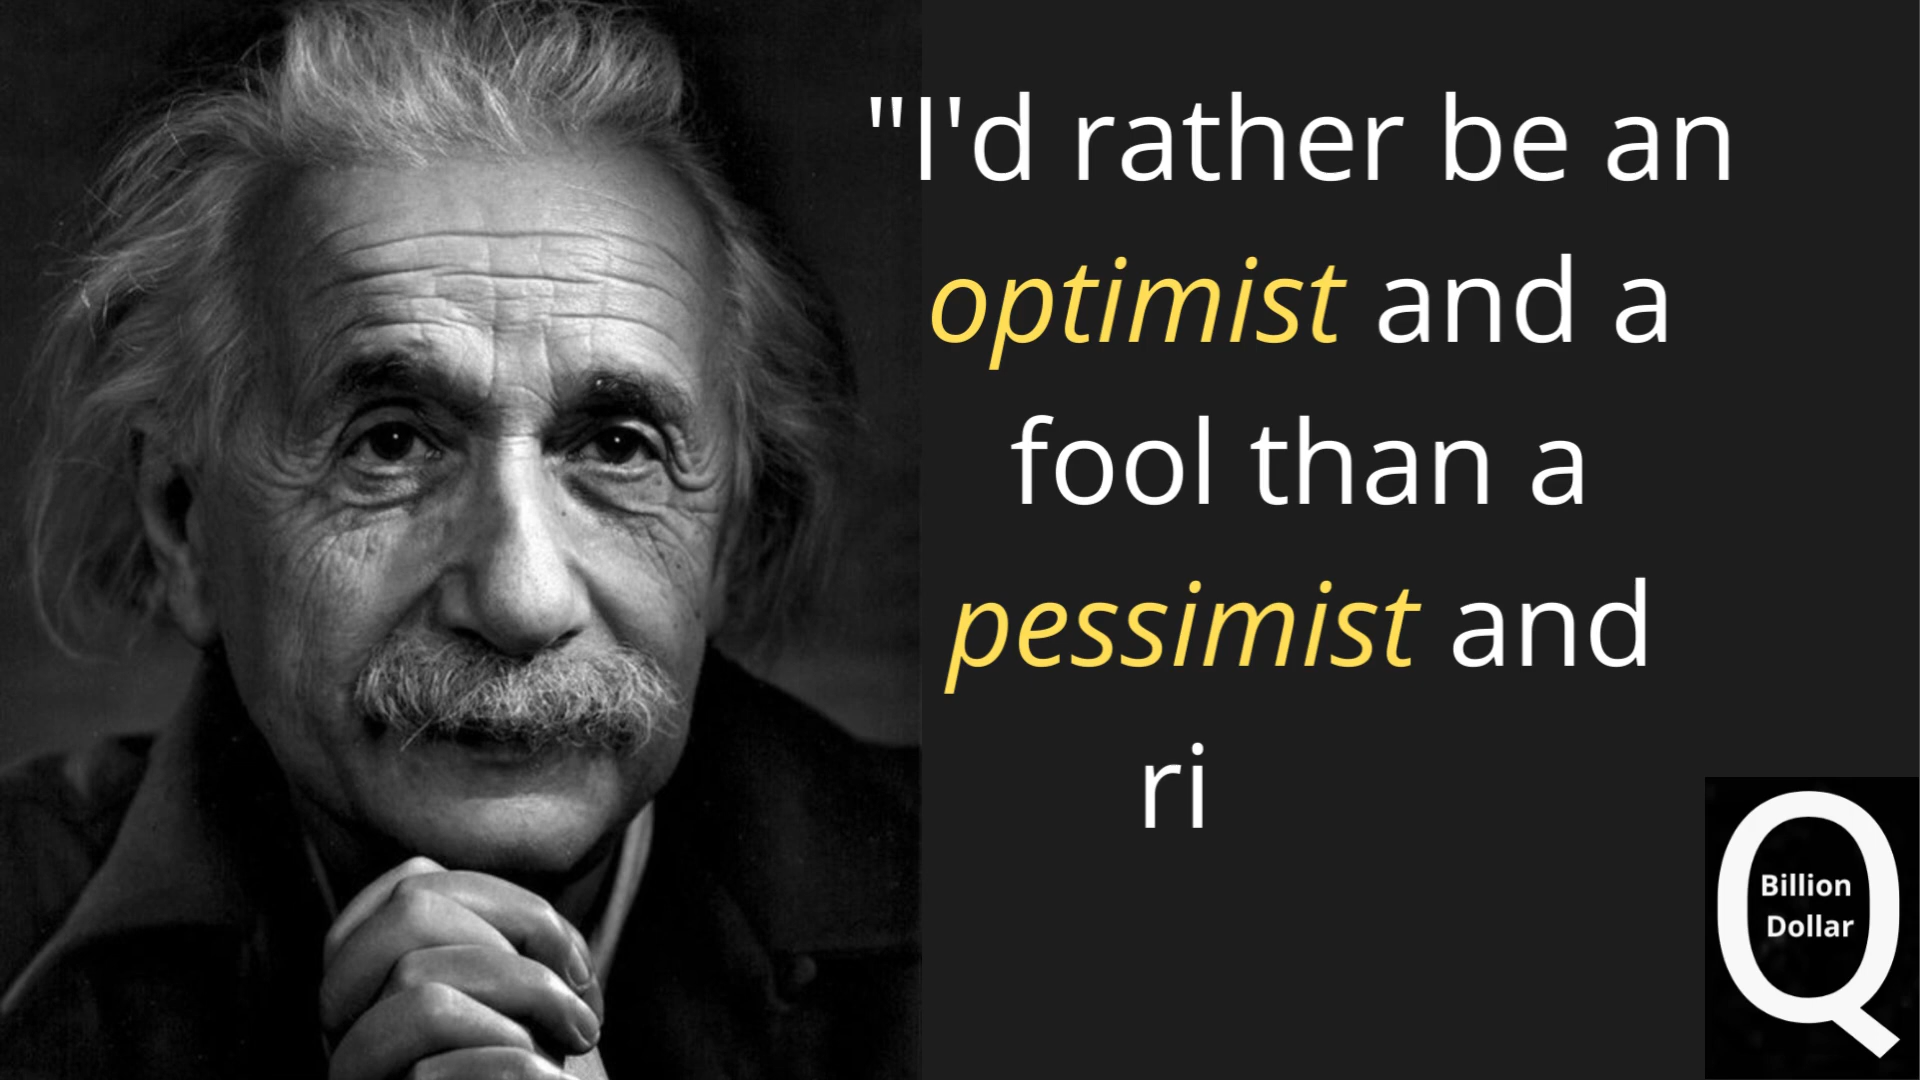 "I'd rather be an
optimist and a
fool than a
pessimist and
ri
Q
Billion
Dollar